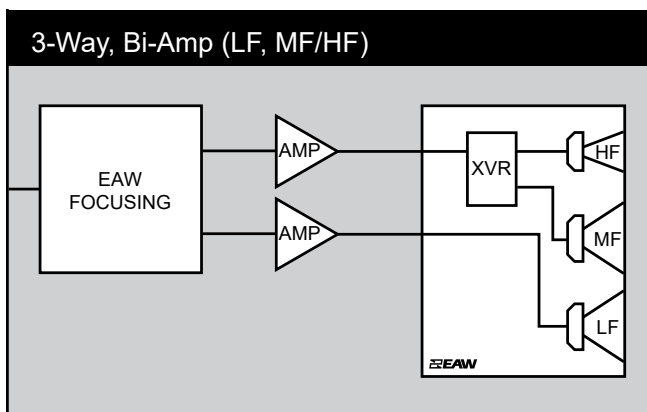 3-Way, Bi-Amp (LF, MF/HF)
EAW
FOCUSING
AMP
AMP
XVR
HF
MF
LF
EAW